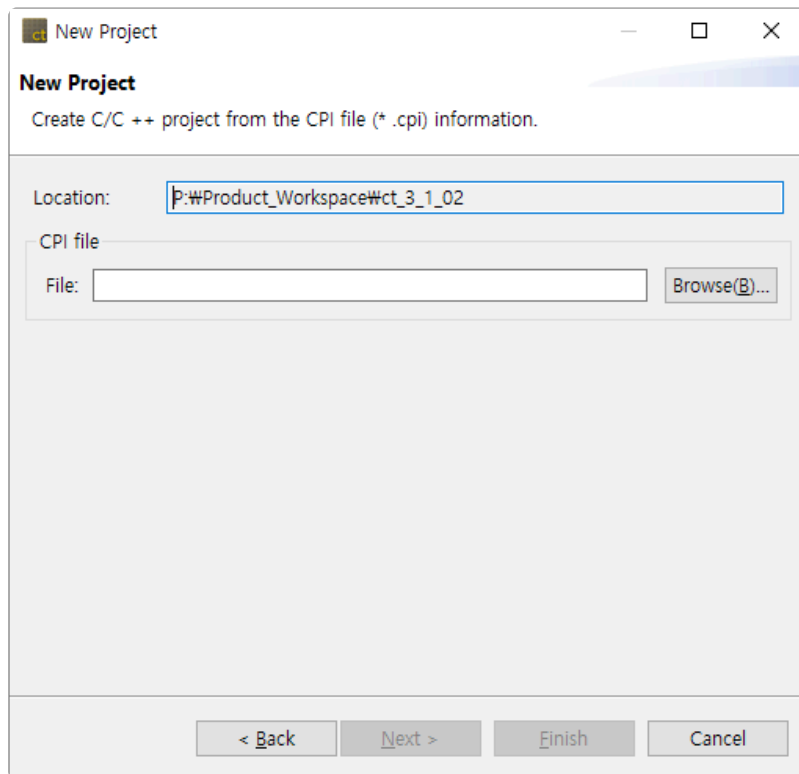 ct New Project
New Project
Create C/C ++ project from the CPI file (* .cpi) information.
Location: P:₩Product_Workspace₩ct_3_1_02
CPI file
File: Browse(B)...
< Back Next > Finish Cancel